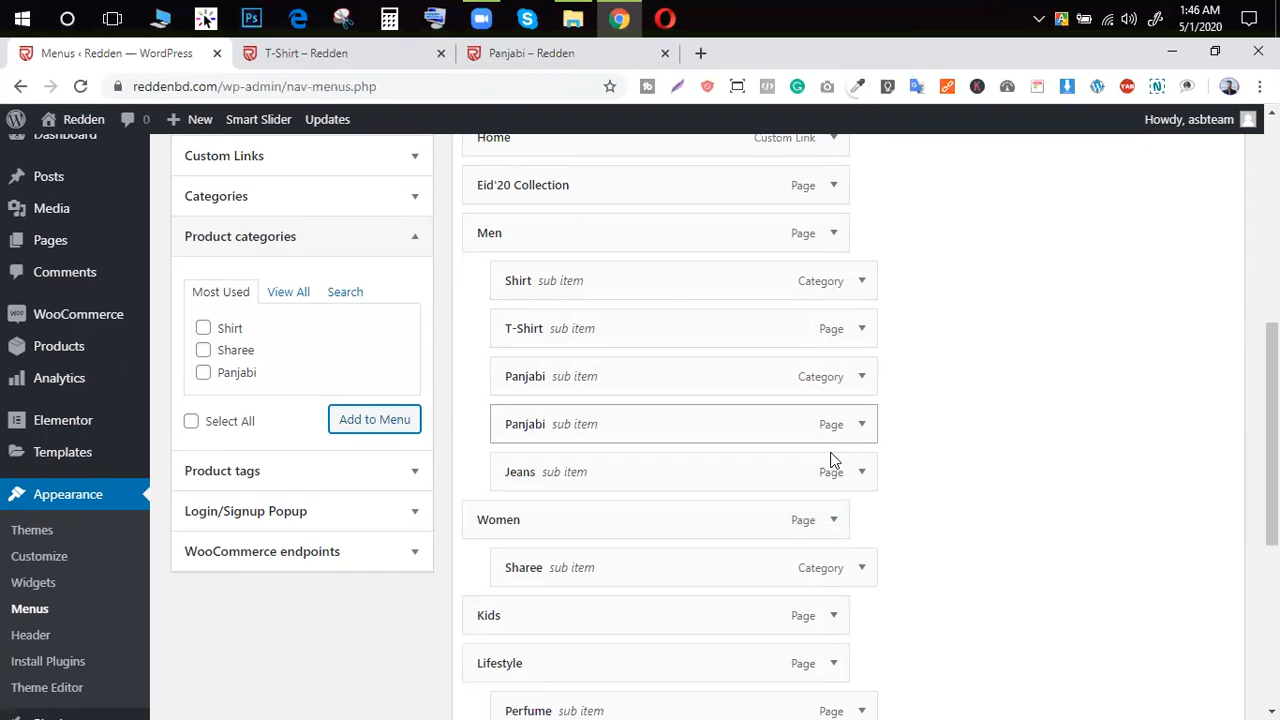 1:46 AM
5/1/2020
Menus ‹ Redden — WordPress
T-Shirt – Redden
Panjabi – Redden
reddenbd.com/wp-admin/nav-menus.php
Redden
0
New
Smart Slider
Updates
Howdy, asbteam
Dashboard
Posts
Media
Pages
Comments
WooCommerce
Products
Analytics
Elementor
Templates
Appearance
Themes
Customize
Widgets
Menus
Header
Install Plugins
Theme Editor
Custom Links
Categories
Product categories
Most Used
View All
Search
Shirt
Sharee
Panjabi
Select All
Add to Menu
Product tags
Login/Signup Popup
WooCommerce endpoints
Home Custom Link
Eid'20 Collection Page
Men Page
Shirt sub item Category
T-Shirt sub item Page
Panjabi sub item Category
Panjabi sub item Page
Jeans sub item Page
Women Page
Sharee sub item Category
Kids Page
Lifestyle Page
Perfume sub item Page